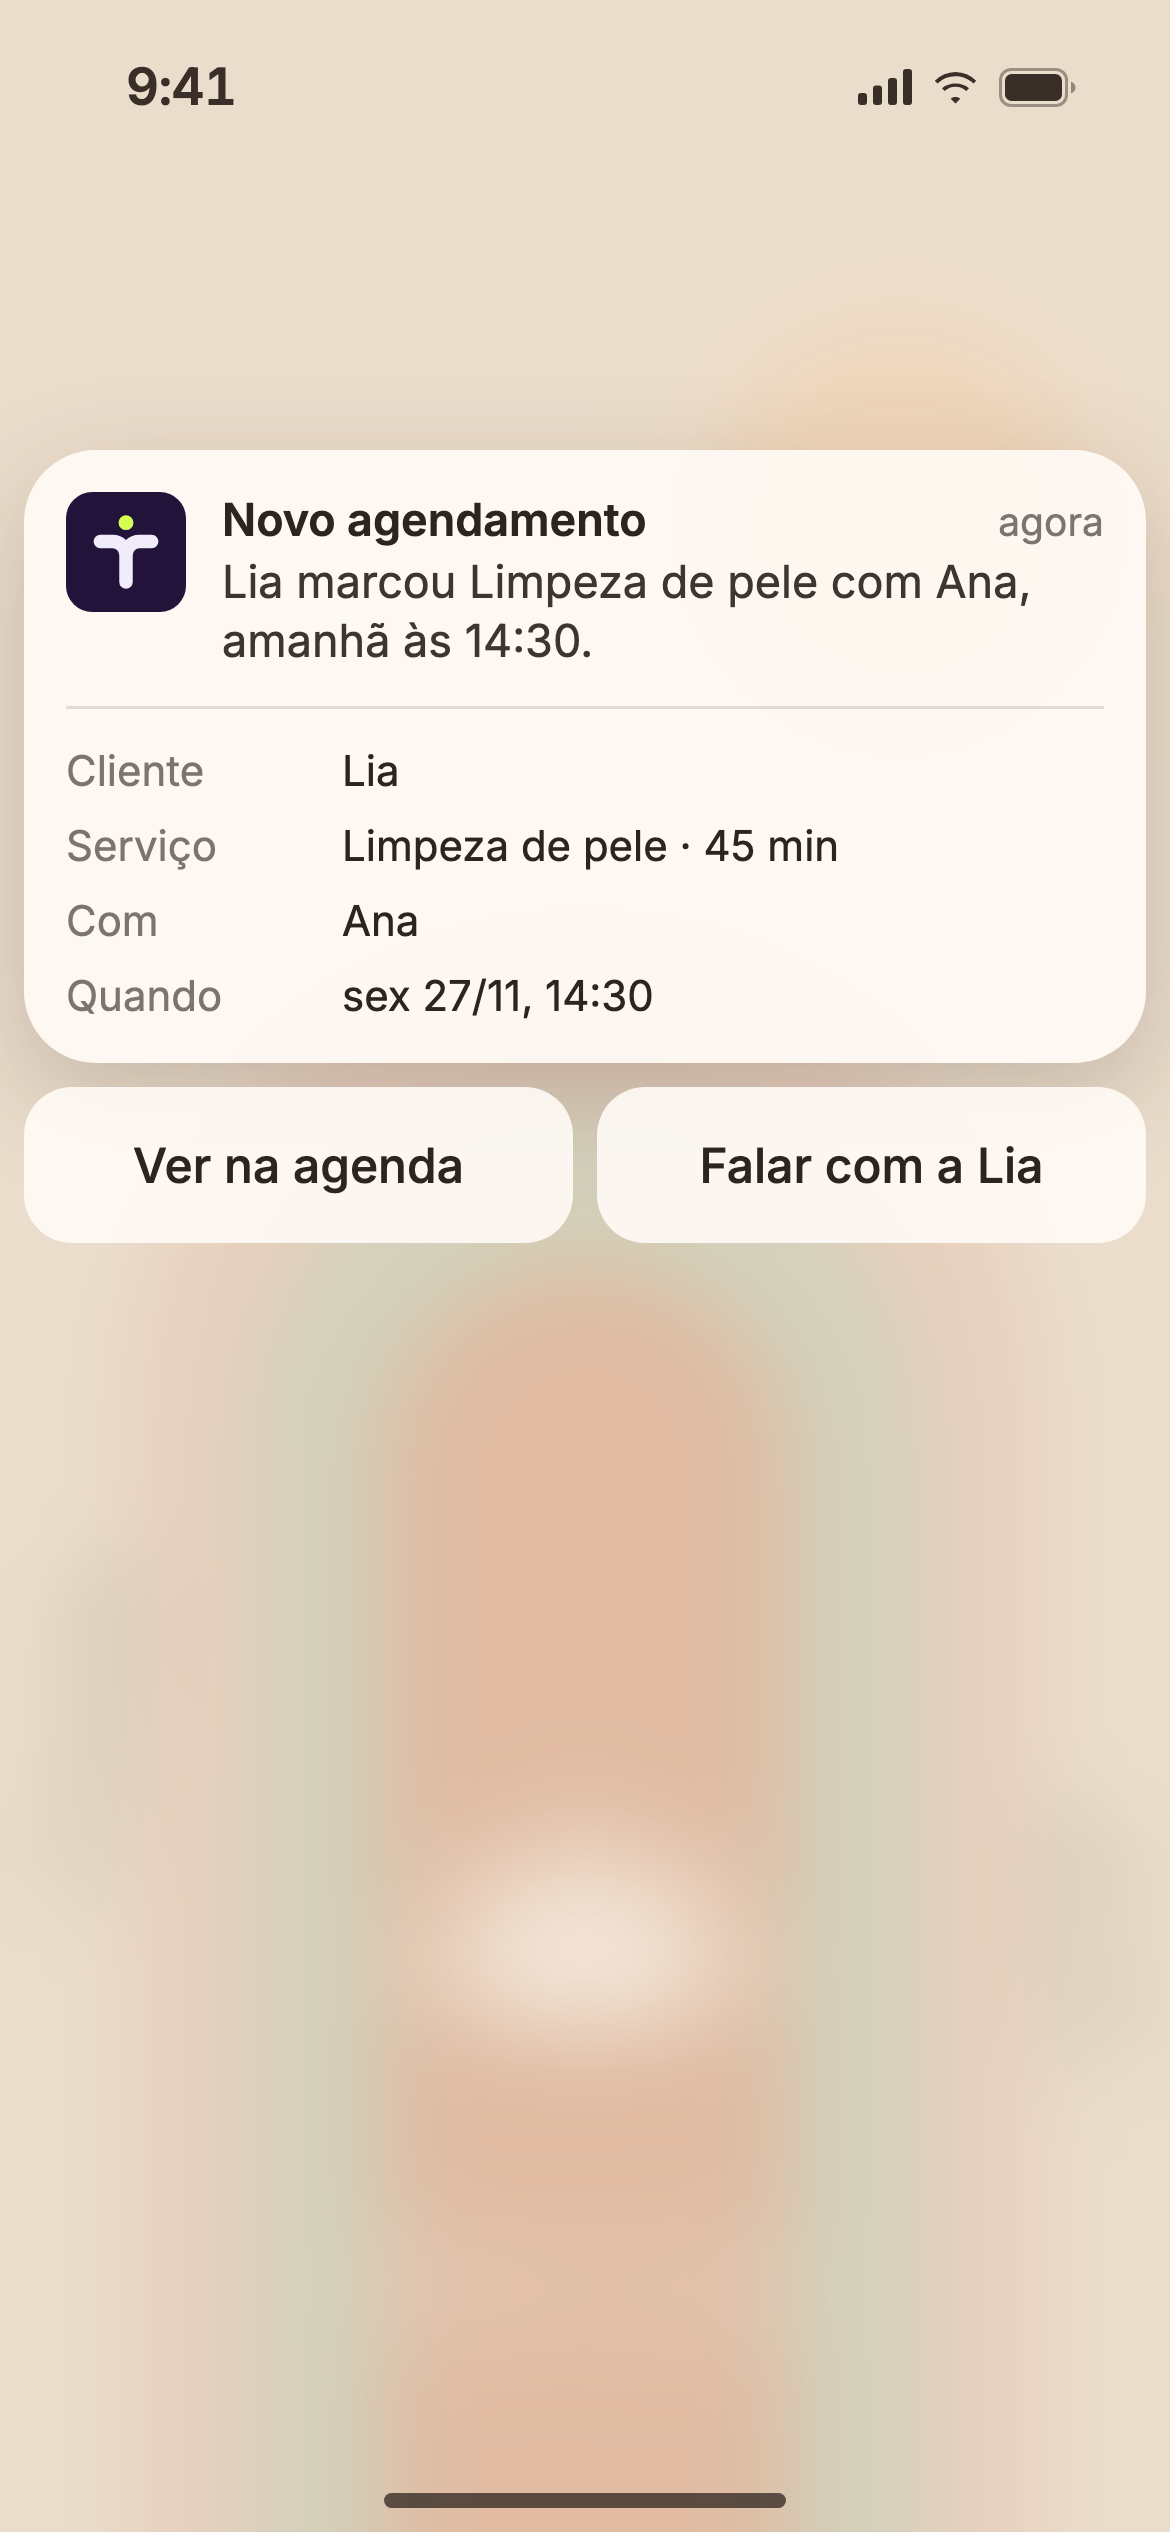 9:41
Novo agendamento
agora
Lia marcou Limpeza de pele com Ana,
amanhã às 14:30.
Cliente Lia
Serviço Limpeza de pele · 45 min
Com Ana
Quando sex 27/11, 14:30
Ver na agenda
Falar com a Lia